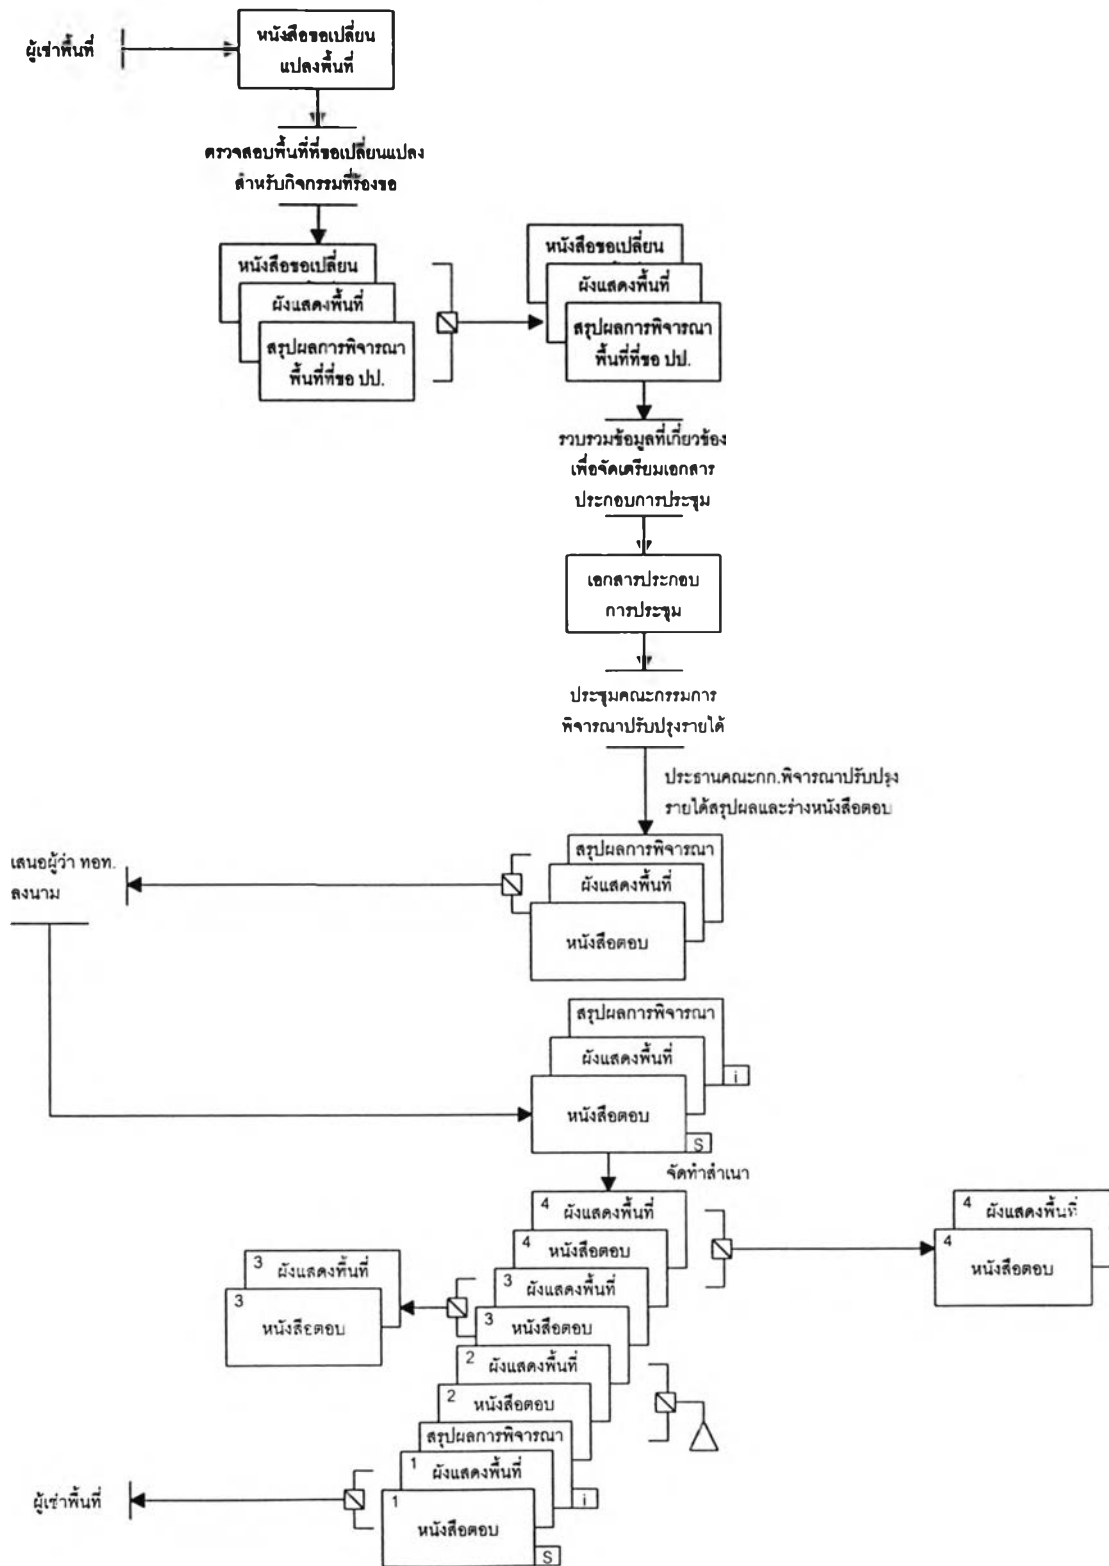 ผู้เช่าพื้นที่
หนังสือขอเปลี่ยน
แปลงพื้นที่
ตรวจสอบพื้นที่ที่ขอเปลี่ยนแปลง
สำหรับกิจกรรมที่ร้องขอ
หนังสือขอเปลี่ยน
ผังแสดงพื้นที่
สรุปผลการพิจารณา
พื้นที่ที่ขอ ปป.
หนังสือขอเปลี่ยน
ผังแสดงพื้นที่
สรุปผลการพิจารณา
พื้นที่ที่ขอ ปป.
รวบรวมข้อมูลที่เกี่ยวข้อง
เพื่อจัดเตรียมเอกสาร
ประกอบการประชุม
เอกสารประกอบ
การประชุม
ประชุมคณะกรรมการ
พิจารณาปรับปรุงรายได้
ประธานคณะกก.พิจารณาปรับปรุง
รายได้สรุปผลและร่างหนังสือตอบ
สรุปผลการพิจารณา
ผังแสดงพื้นที่
หนังสือตอบ
เสนอผู้ว่า ทอท.
ลงนาม
สรุปผลการพิจารณา
ผังแสดงพื้นที่
i
หนังสือตอบ
S
จัดทำสำเนา
4
ผังแสดงพื้นที่
4
หนังสือตอบ
4
ผังแสดงพื้นที่
4
หนังสือตอบ
3
ผังแสดงพื้นที่
3
หนังสือตอบ
3
ผังแสดงพื้นที่
3
หนังสือตอบ
2
ผังแสดงพื้นที่
2
หนังสือตอบ
สรุปผลการพิจารณา
i
1
ผังแสดงพื้นที่
1
หนังสือตอบ
S
ผู้เช่าพื้นที่